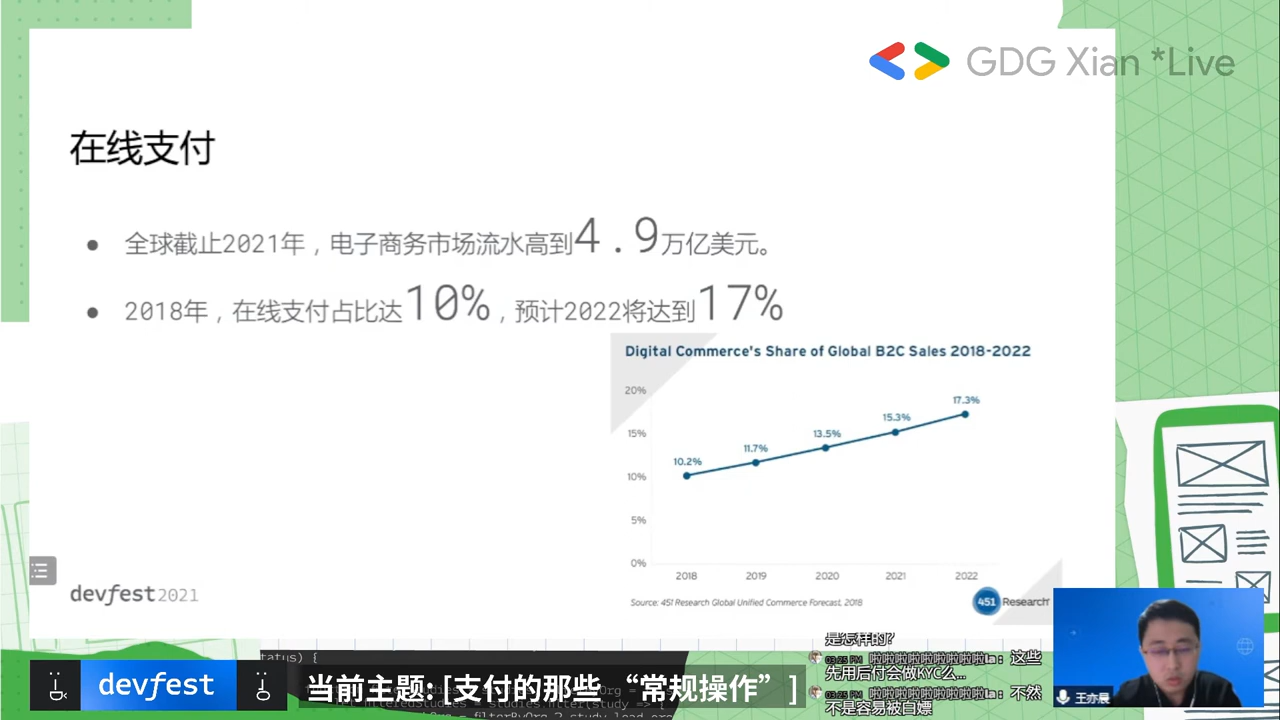 GDG Xian *Live
在线支付
● 全球截止2021年，电子商务市场流水高到4.9万亿美元。
● 2018年，在线支付占比达10%，预计2022将达到17%
Digital Commerce's Share of Global B2C Sales 2018-2022
20%
15%
10%
5%
0%
10.2%
11.7%
13.5%
15.3%
17.3%
2018 2019 2020 2021 2022
Source: 451 Research Global Unified Commerce Forecast, 2018
451 Research
devfest2021
devfest
当前主题: [支付的那些 “常规操作” ]
是怎样的?
03:25 PM 啦啦啦啦啦啦啦啦la: 这些
先用后付会做KYC么...
03:25 PM 啦啦啦啦啦啦啦啦la: 不然
不是容易被白嫖
王亦晨